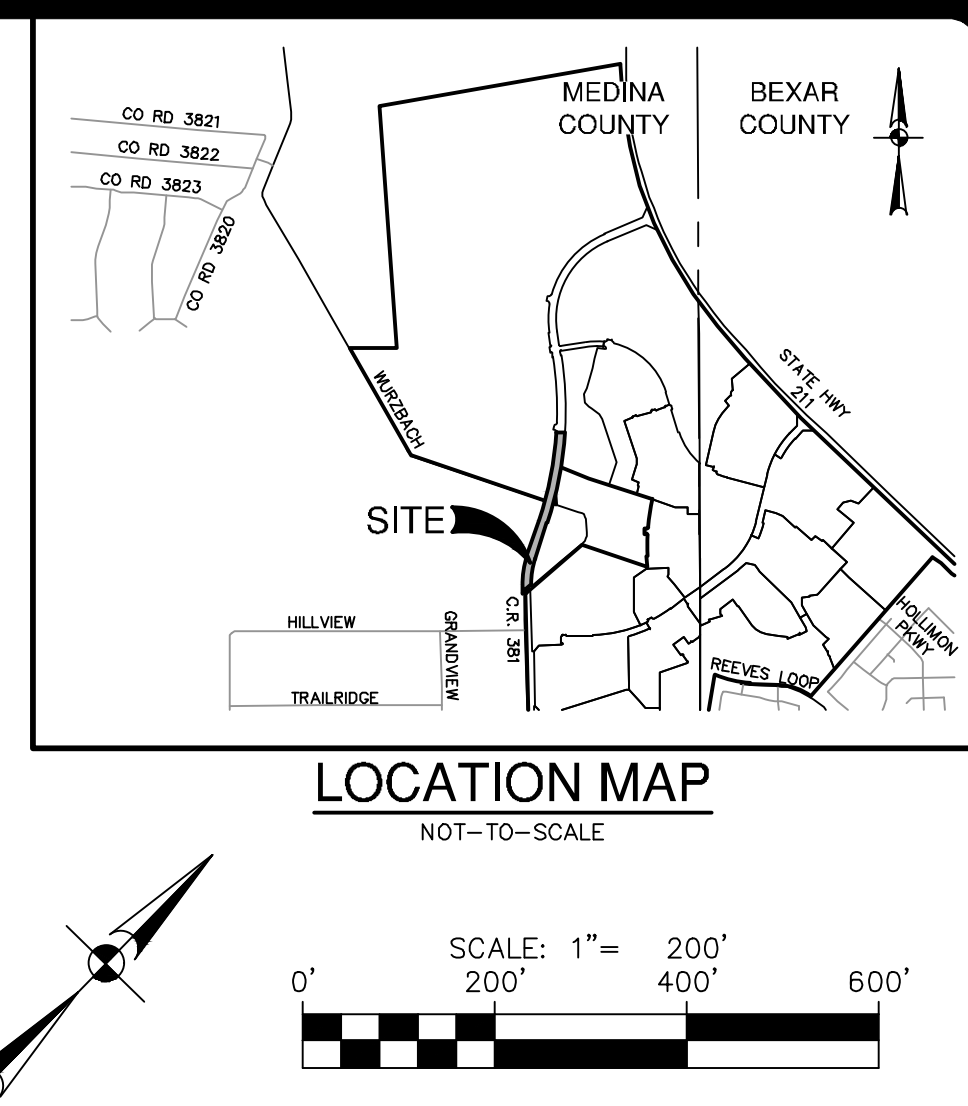 MEDINA
COUNTY
BEXAR
COUNTY
CO RD 3821
CO RD 3822
CO RD 3823
CO RD 3820
STATE HWY
211
WURZBACH
SITE
C.R. 381
HILLVIEW
GRANDVIEW
HOLLIMON
PKWY
REEVES LOOP
TRAILRIDGE
LOCATION MAP
NOT-TO-SCALE
SCALE: 1"= 200'
0' 200' 400' 600'